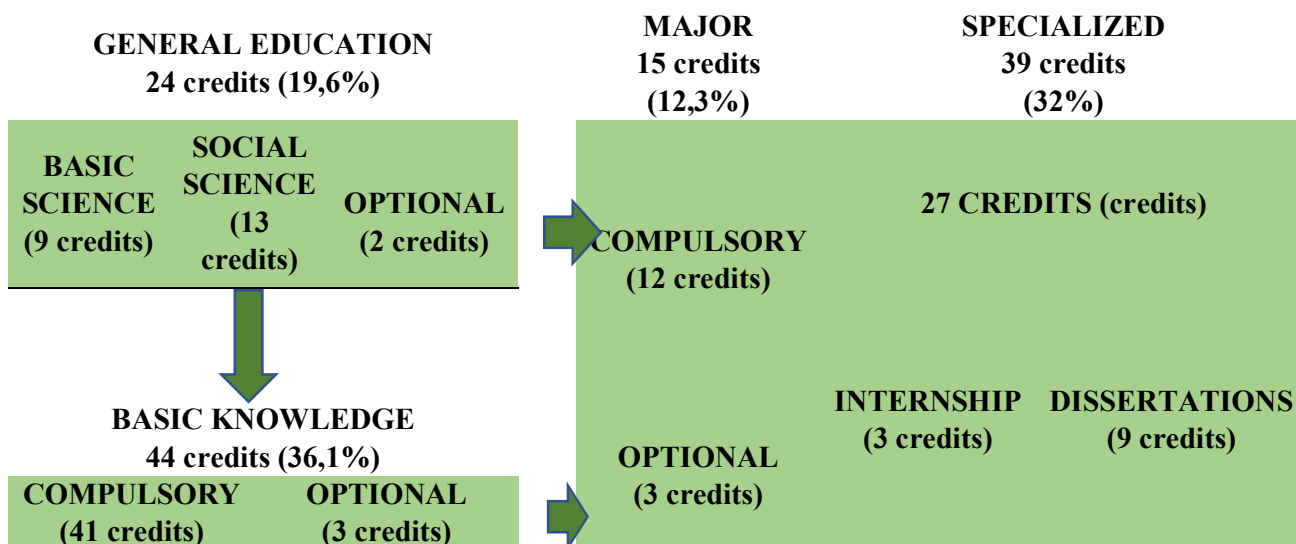 GENERAL EDUCATION
24 credits (19,6%)
MAJOR
15 credits
(12,3%)
SPECIALIZED
39 credits
(32%)
BASIC
SCIENCE
(9 credits)
SOCIAL
SCIENCE
(13
credits)
OPTIONAL
(2 credits)
COMPULSORY
(12 credits)
27 CREDITS (credits)
BASIC KNOWLEDGE
44 credits (36,1%)
COMPULSORY
(41 credits)
OPTIONAL
(3 credits)
OPTIONAL
(3 credits)
INTERNSHIP
(3 credits)
DISSERTATIONS
(9 credits)